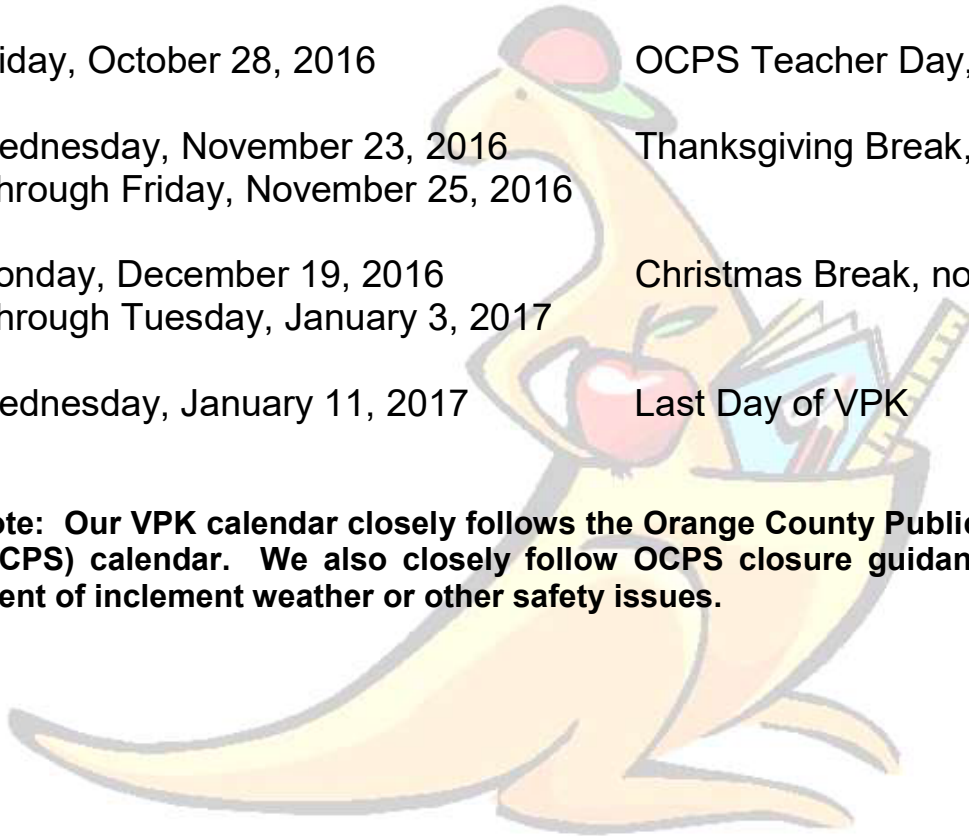 iday, October 28, 2016 OCPS Teacher Day,
ednesday, November 23, 2016 Thanksgiving Break,
hrough Friday, November 25, 2016
onday, December 19, 2016 Christmas Break, no
hrough Tuesday, January 3, 2017
ednesday, January 11, 2017 Last Day of VPK
ote: Our VPK calendar closely follows the Orange County Public
CPS) calendar. We also closely follow OCPS closure guidan
ent of inclement weather or other safety issues.